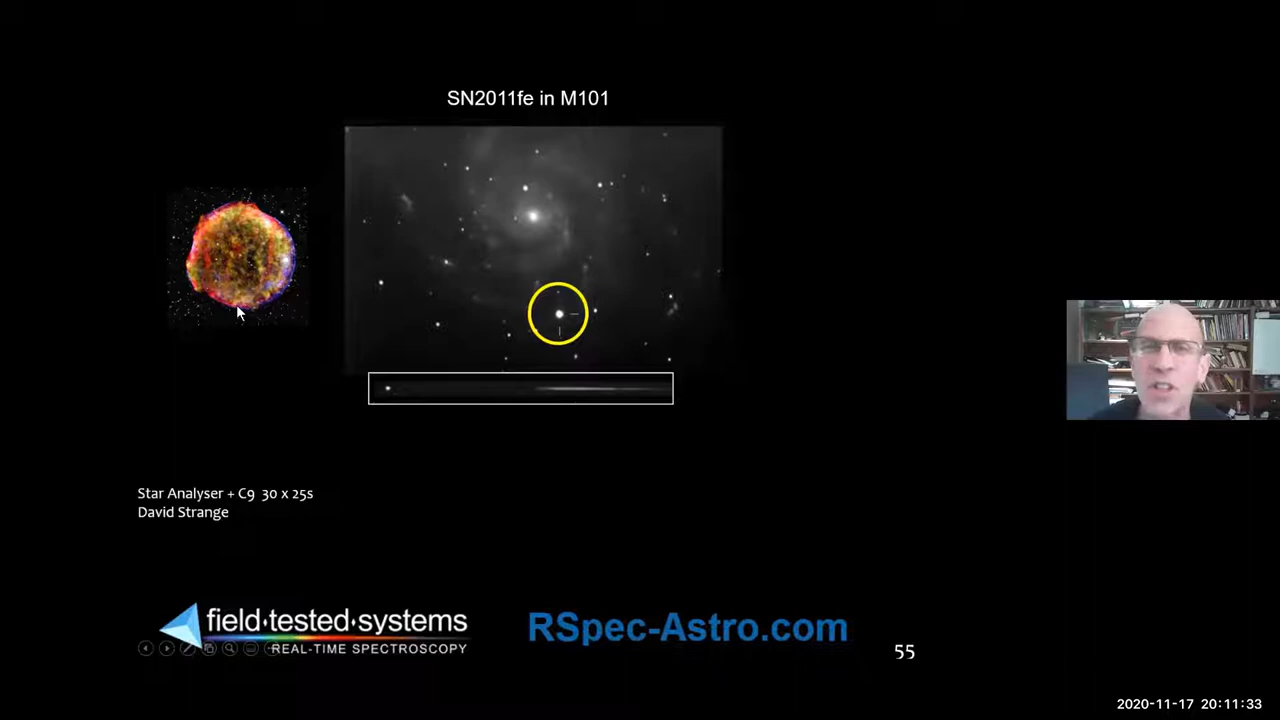 SN2011fe in M101
Star Analyser + C9 30 x 25s
David Strange
field·tested·systems
REAL-TIME SPECTROSCOPY
RSpec-Astro.com
55
2020-11-17 20:11:33